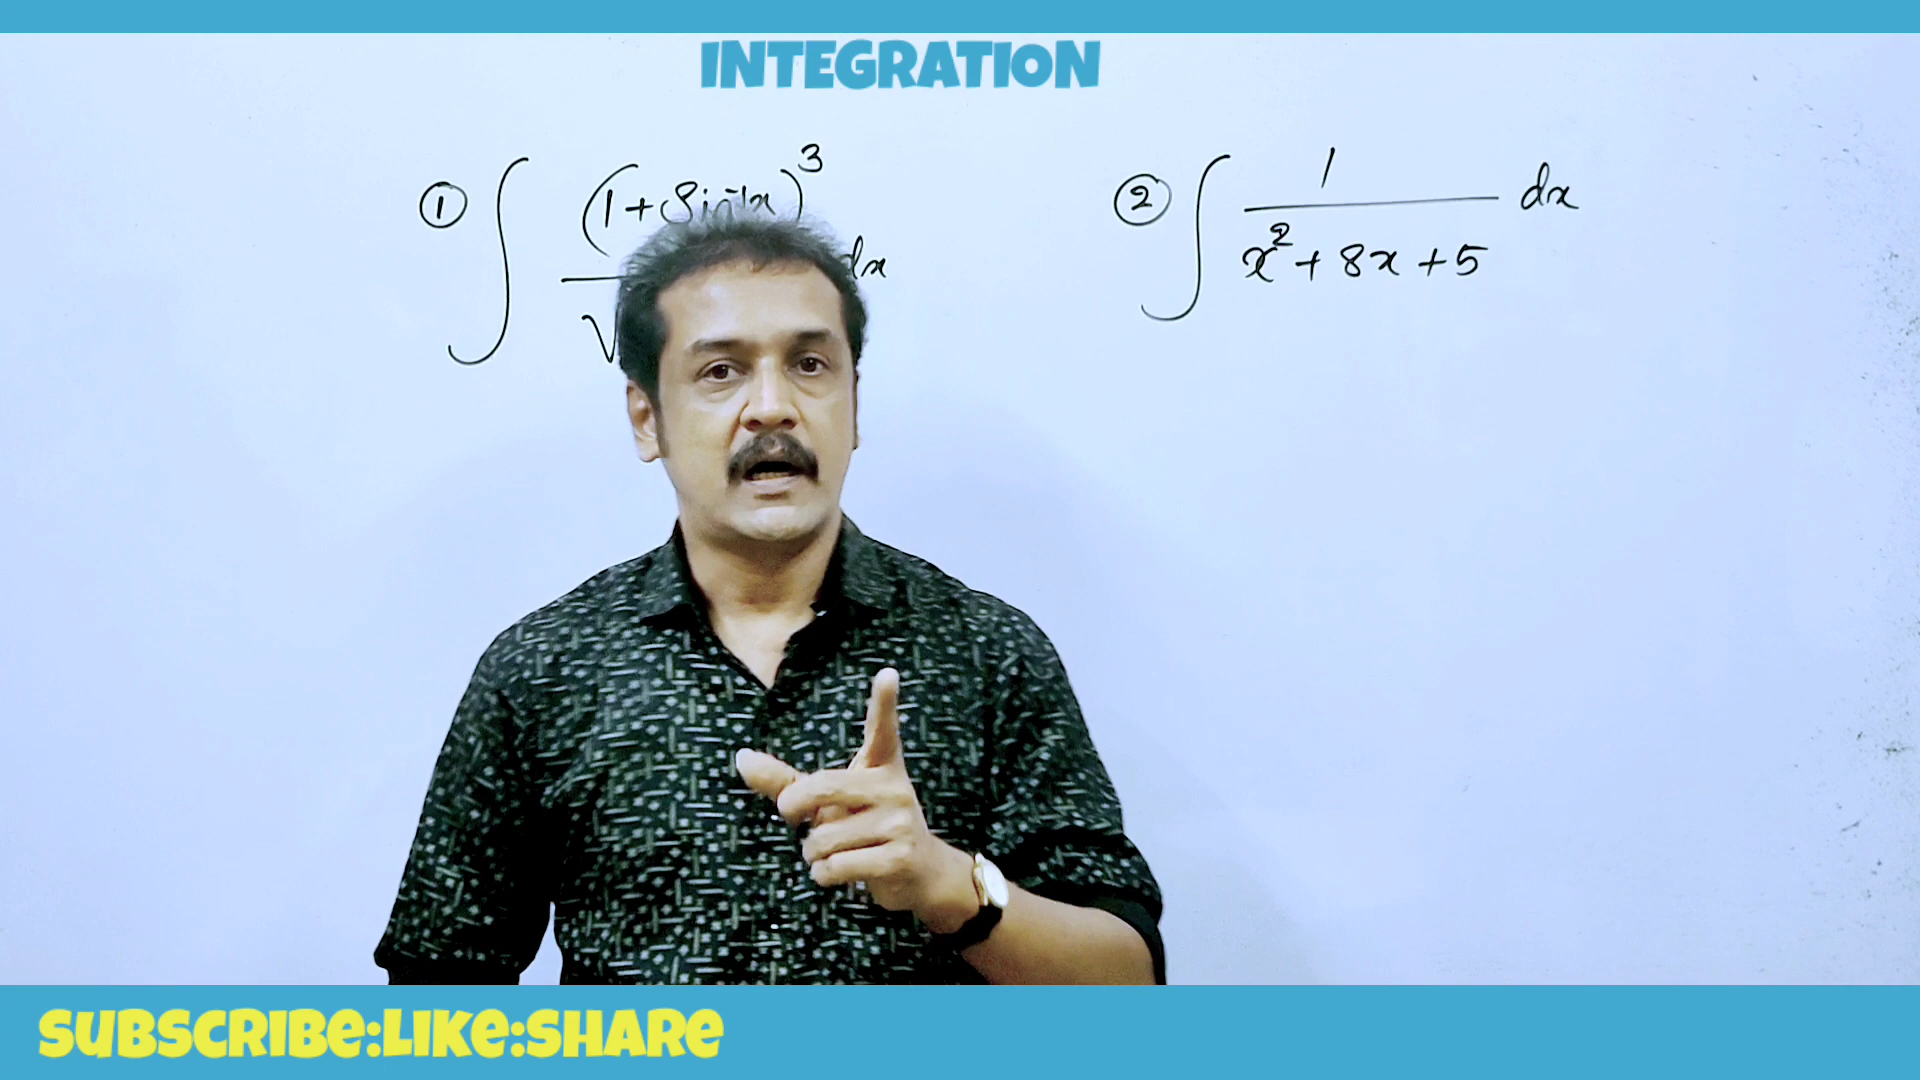 INTEGRATION
① ∫ (1 + Sin⁻¹x)³ / √ dx
② ∫ 1 / x² + 8x + 5 dx
SUBSCRIBE:LIKE:SHARE